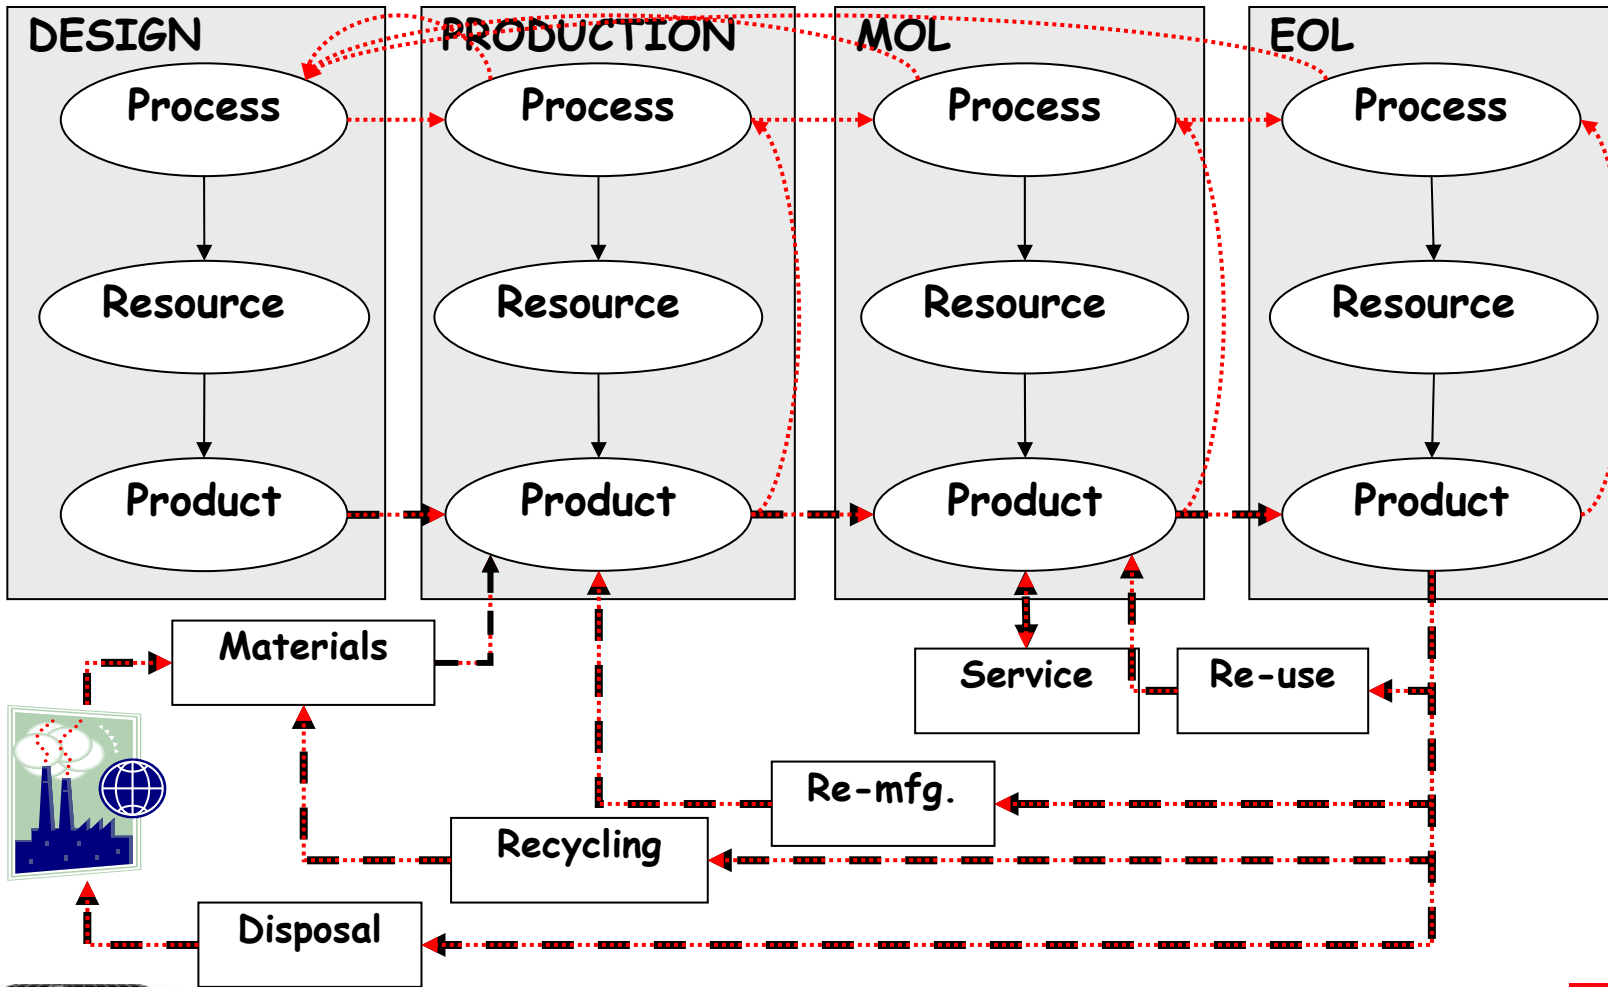 DESIGN
PRODUCTION
MOL
EOL
Process
Process
Process
Process
Resource
Resource
Resource
Resource
Product
Product
Product
Product
Materials
Service
Re-use
Re-mfg.
Recycling
Disposal